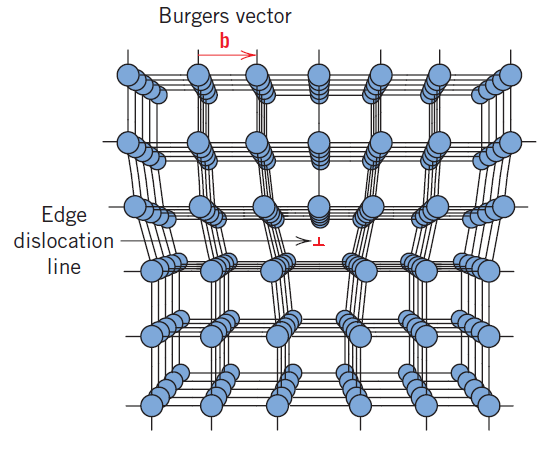 Burgers vector
b
Edge
dislocation
line